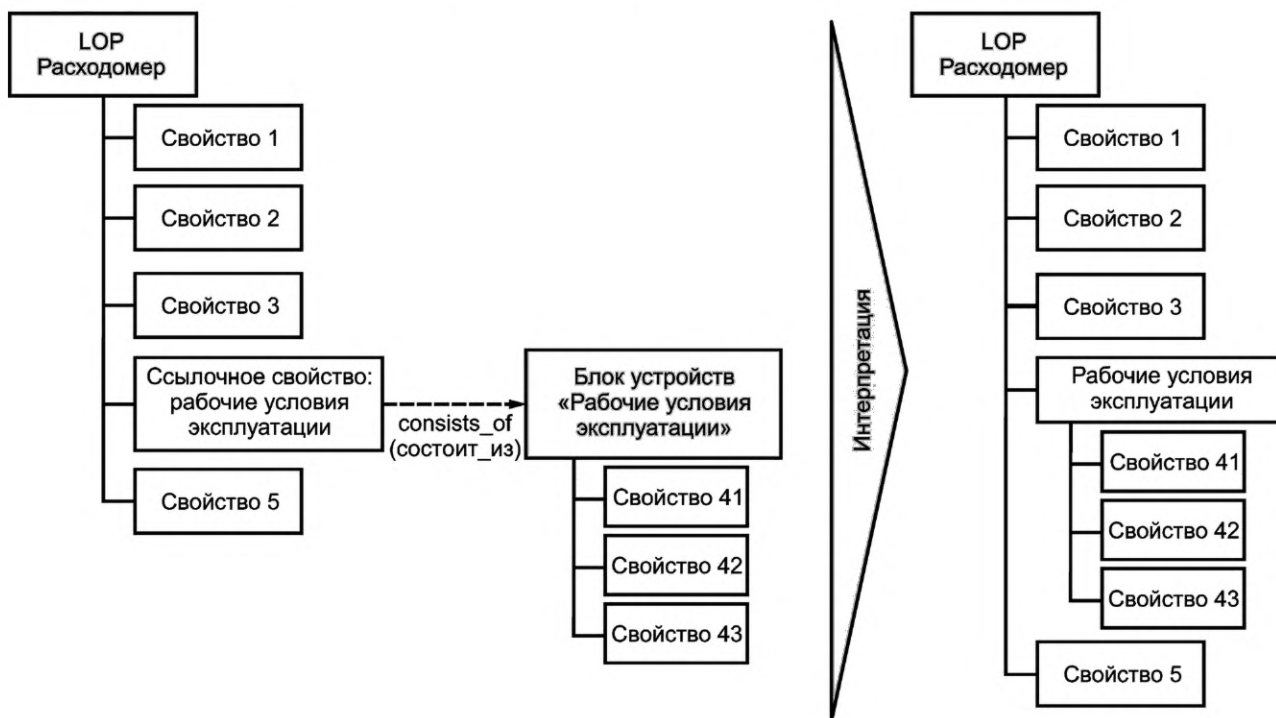 LOP
Расходомер
Свойство 1
Свойство 2
Свойство 3
Ссылочное свойство:
рабочие условия
эксплуатации
Свойство 5
consists_of
(состоит_из)
Блок устройств
«Рабочие условия
эксплуатации»
Свойство 41
Свойство 42
Свойство 43
Интерпретация
LOP
Расходомер
Свойство 1
Свойство 2
Свойство 3
Рабочие условия
эксплуатации
Свойство 41
Свойство 42
Свойство 43
Свойство 5